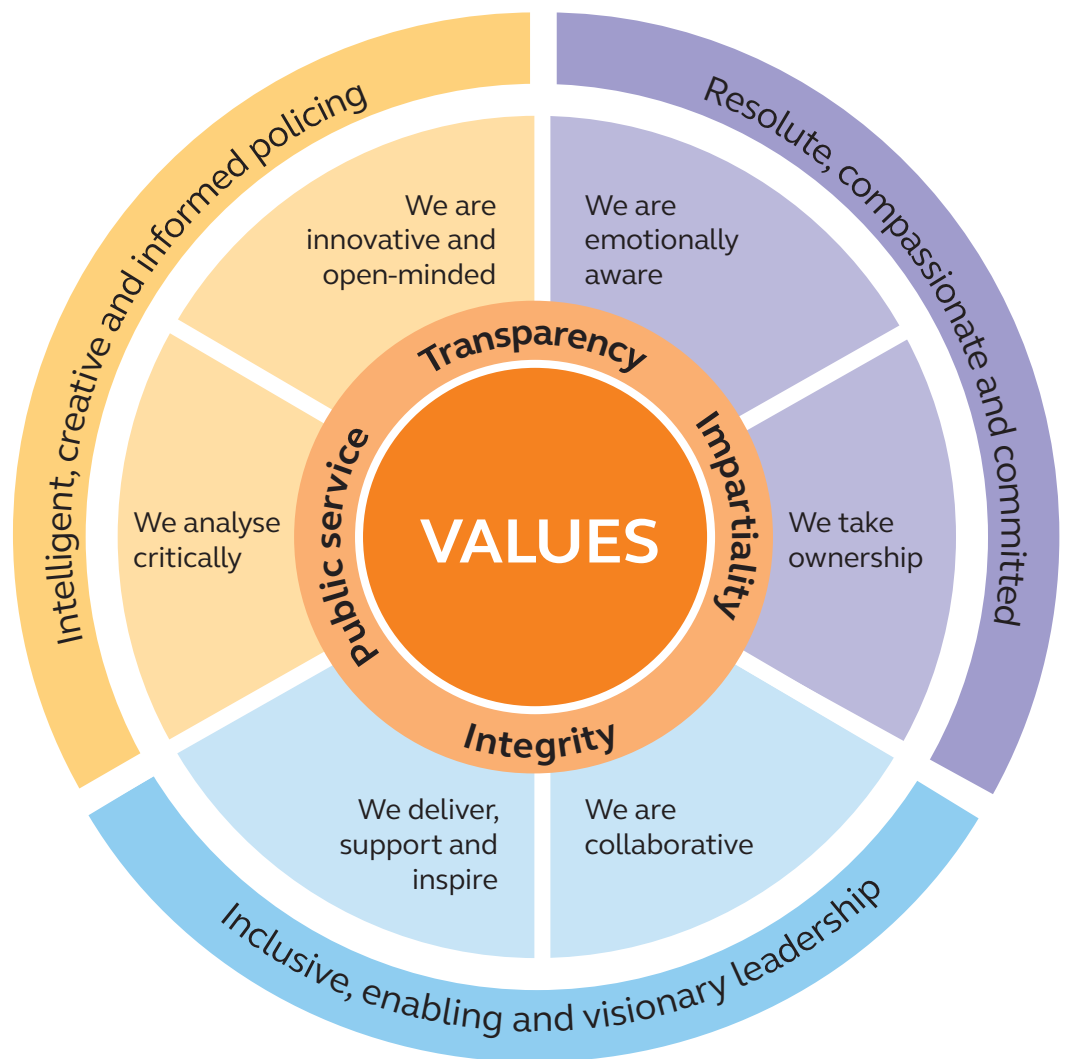 Intelligent, creative and informed policing
Resolute, compassionate and committed
We are
innovative and
open-minded
We are
emotionally
aware
Transparency
Public service
Impartiality
We analyse
critically
VALUES
We take
ownership
Integrity
We deliver,
support and
inspire
We are
collaborative
Inclusive, enabling and visionary leadership